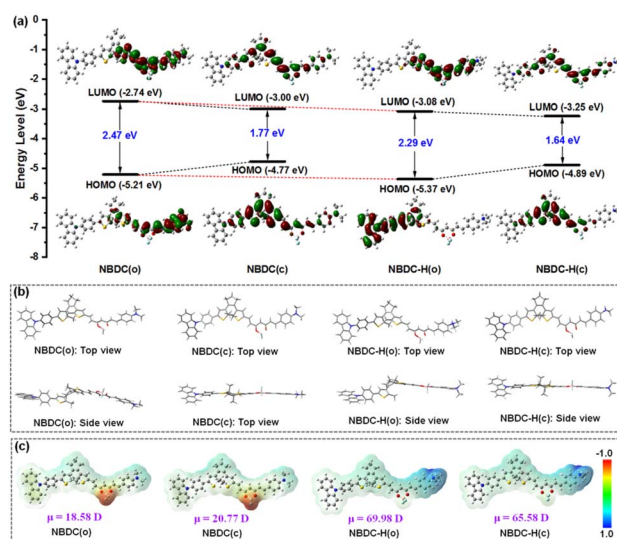 (a)
-1
-2
-3
-4
-5
-6
-7
-8
Energy Level (eV)
LUMO (-2.74 eV)
LUMO (-3.00 eV)
LUMO (-3.08 eV)
LUMO (-3.25 eV)
2.47 eV
1.77 eV
2.29 eV
1.64 eV
HOMO (-5.21 eV)
HOMO (-4.77 eV)
HOMO (-5.37 eV)
HOMO (-4.89 eV)
NBDC(o)
NBDC(c)
NBDC-H(o)
NBDC-H(c)
(b)
NBDC(o): Top view
NBDC(c): Top view
NBDC-H(o): Top view
NBDC-H(c): Top view
NBDC(o): Side view
NBDC(c): Top view
NBDC-H(o): Side view
NBDC-H(c): Side view
(c)
-1.0
μ = 18.58 D
μ = 20.77 D
μ = 69.98 D
μ = 65.58 D
1.0
NBDC(o)
NBDC(c)
NBDC-H(o)
NBDC-H(c)